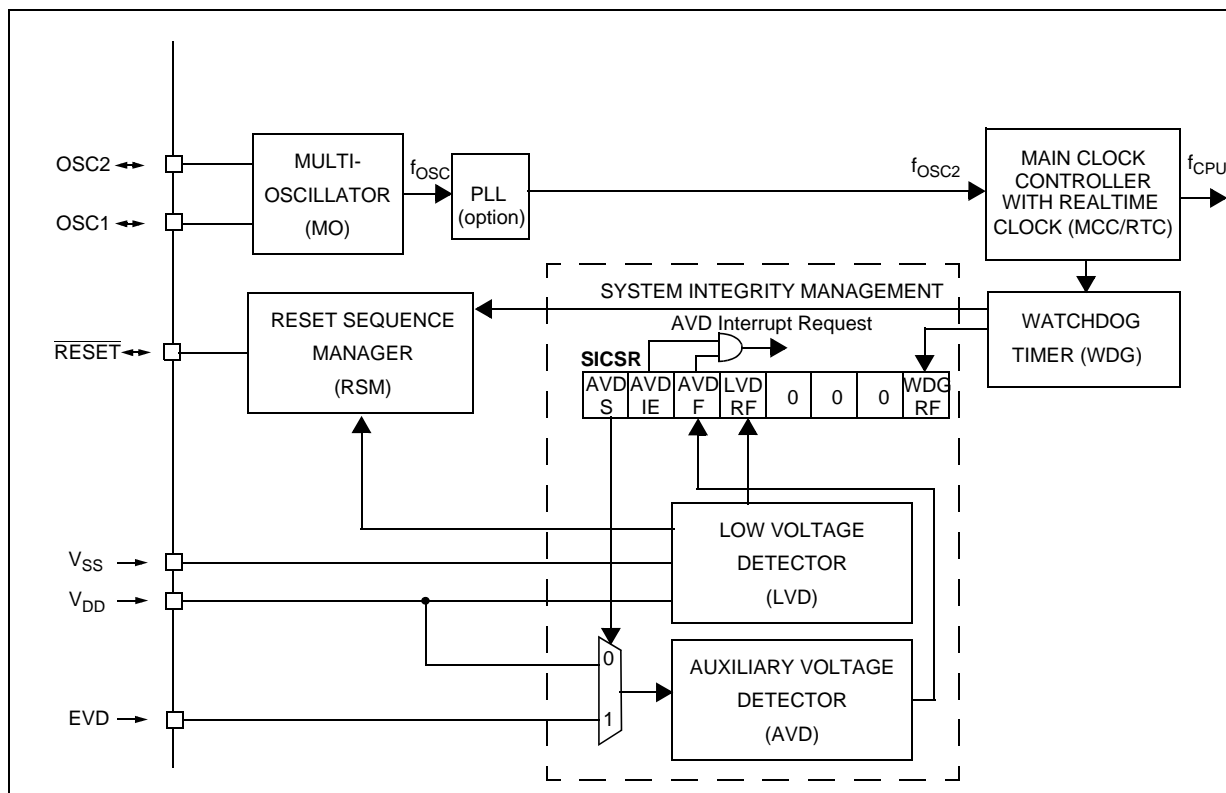 OSC2
OSC1
MULTI-
OSCILLATOR
(MO)
fOSC
PLL
(option)
fOSC2
MAIN CLOCK
CONTROLLER
WITH REALTIME
CLOCK (MCC/RTC)
fCPU
RESET
RESET SEQUENCE
MANAGER
(RSM)
SYSTEM INTEGRITY MANAGEMENT
AVD Interrupt Request
WATCHDOG
TIMER (WDG)
SICSR
AVD S
AVD IE
AVD F
LVD RF
0
0
0
WDG RF
VSS
VDD
EVD
LOW VOLTAGE
DETECTOR
(LVD)
0
1
AUXILIARY VOLTAGE
DETECTOR
(AVD)